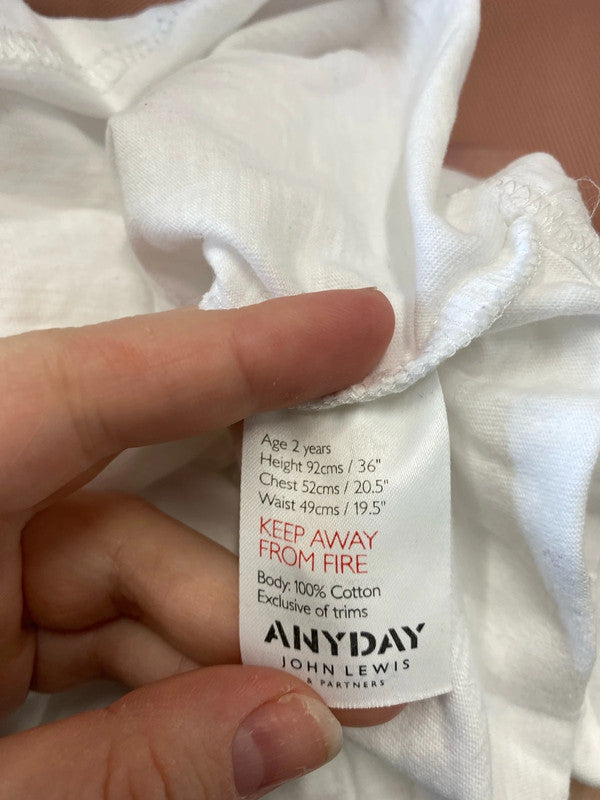 Age 2 years
Height 92cms / 36"
Chest 52cms / 20.5"
Waist 49cms / 19.5"
KEEP AWAY
FROM FIRE
Body: 100% Cotton
Exclusive of trims
ANYDAY
JOHN LEWIS
& PARTNERS